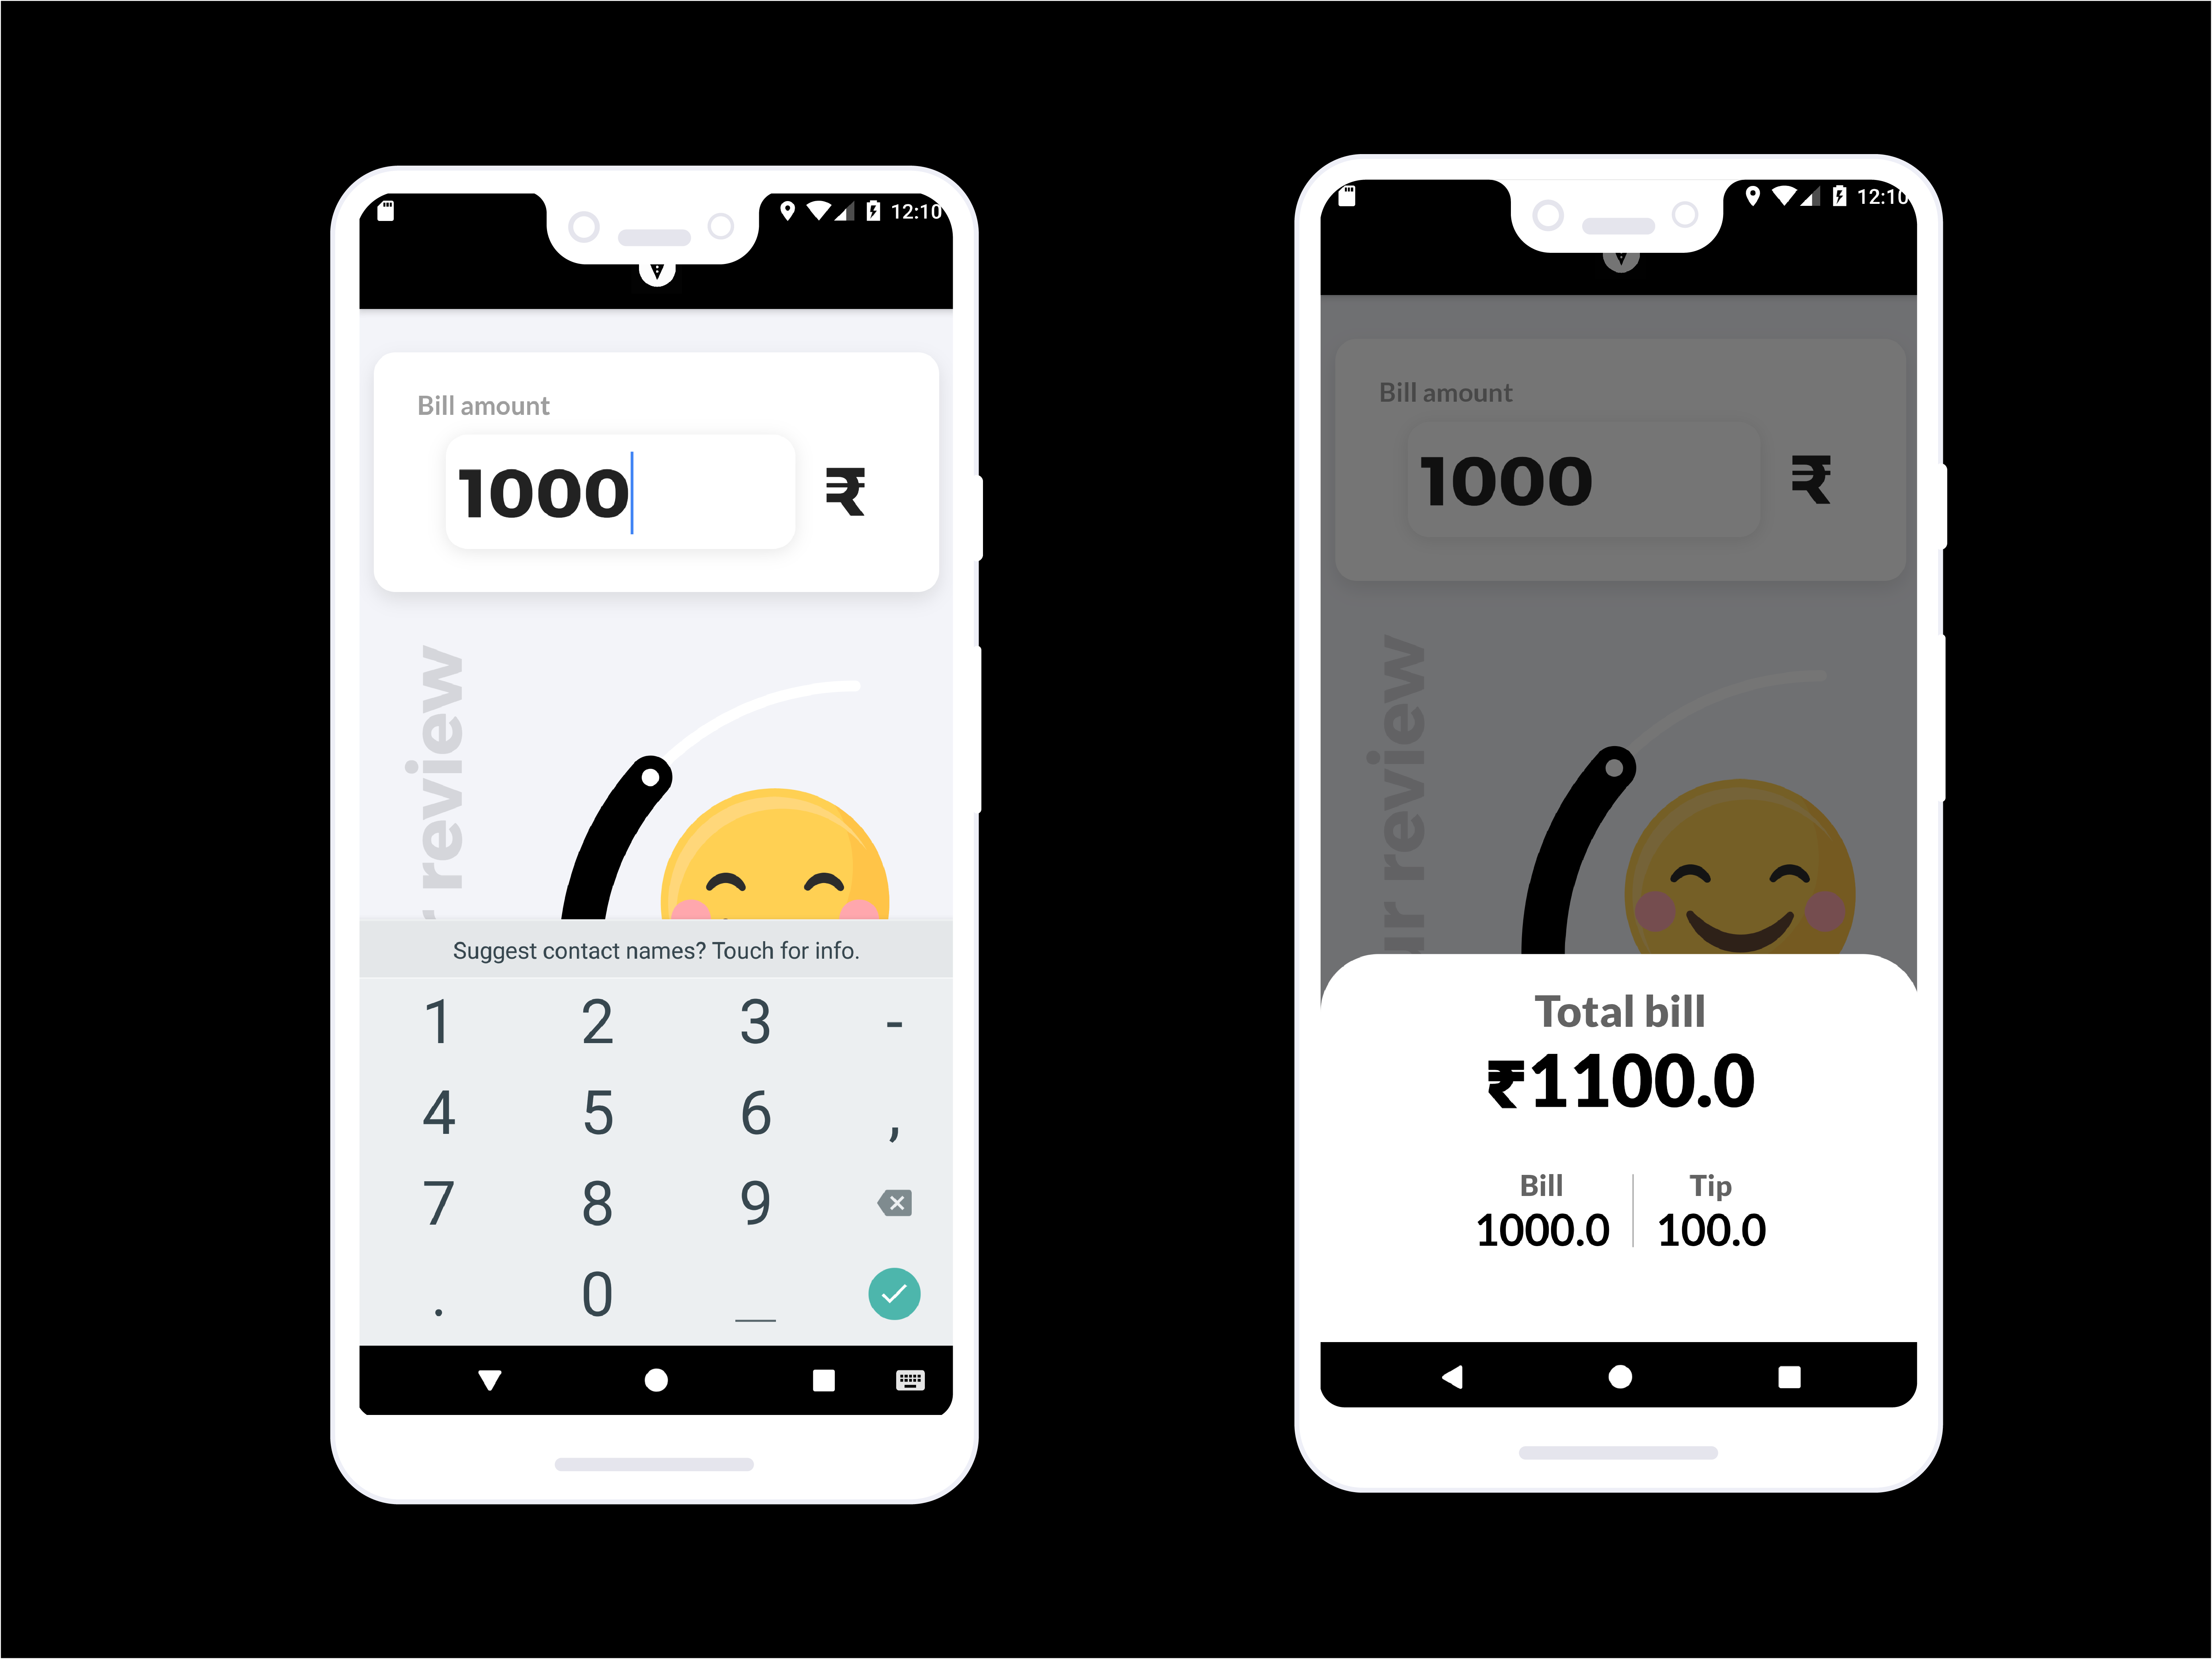 12:10
Bill amount
1000
₹
review
Suggest contact names? Touch for info.
1 2 3 -
4 5 6 ,
7 8 9
. 0 _
12:10
Bill amount
1000
₹
review
Total bill
₹1100.0
Bill Tip
1000.0 100.0